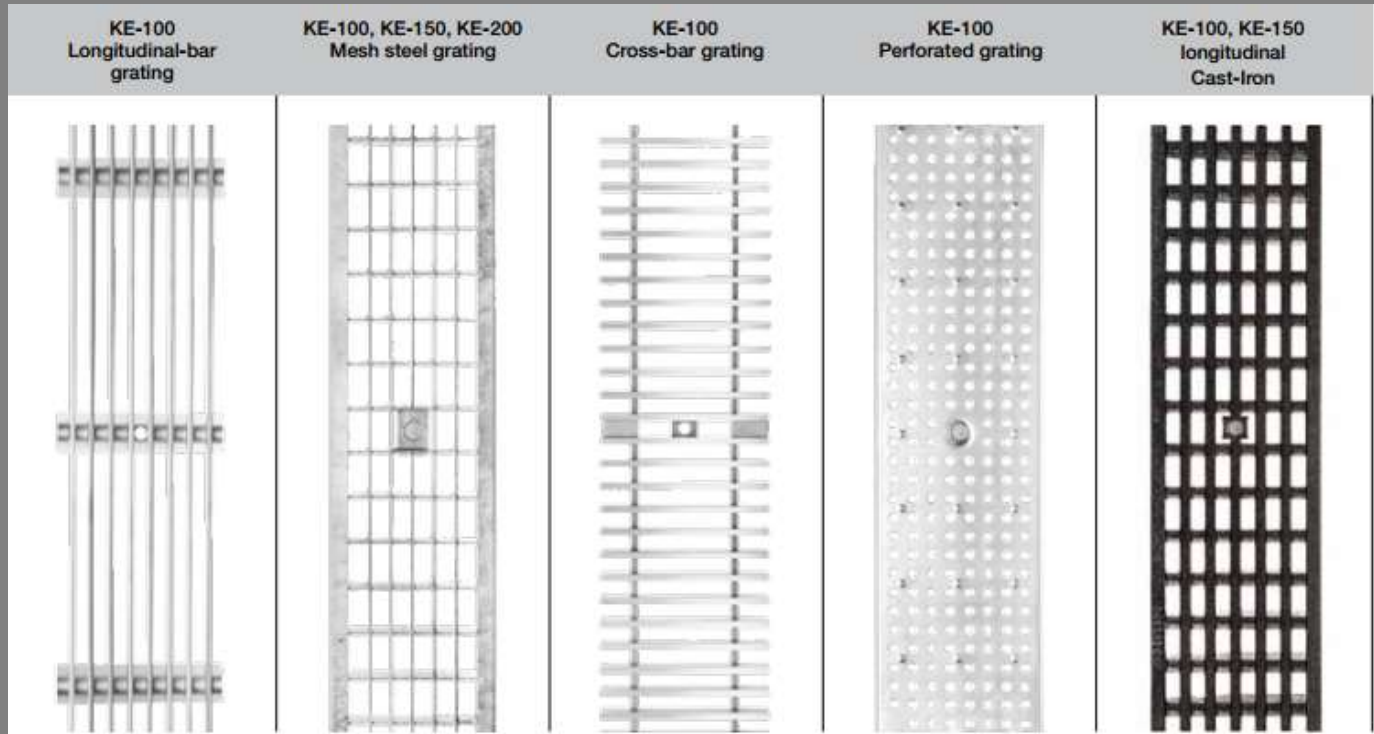 KE-100
Longitudinal-bar
grating
KE-100, KE-150, KE-200
Mesh steel grating
KE-100
Cross-bar grating
KE-100
Perforated grating
KE-100, KE-150
longitudinal
Cast-Iron